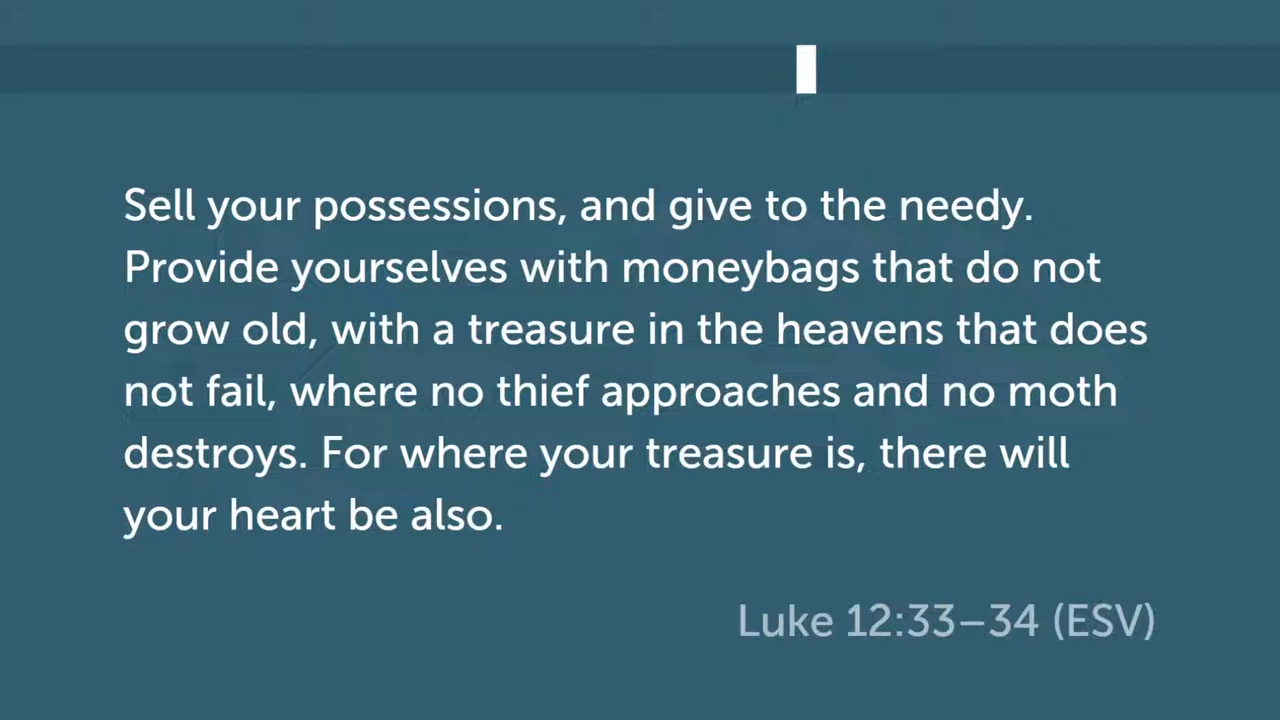 Sell your possessions, and give to the needy.
Provide yourselves with moneybags that do not
grow old, with a treasure in the heavens that does
not fail, where no thief approaches and no moth
destroys. For where your treasure is, there will
your heart be also.
Luke 12:33–34 (ESV)